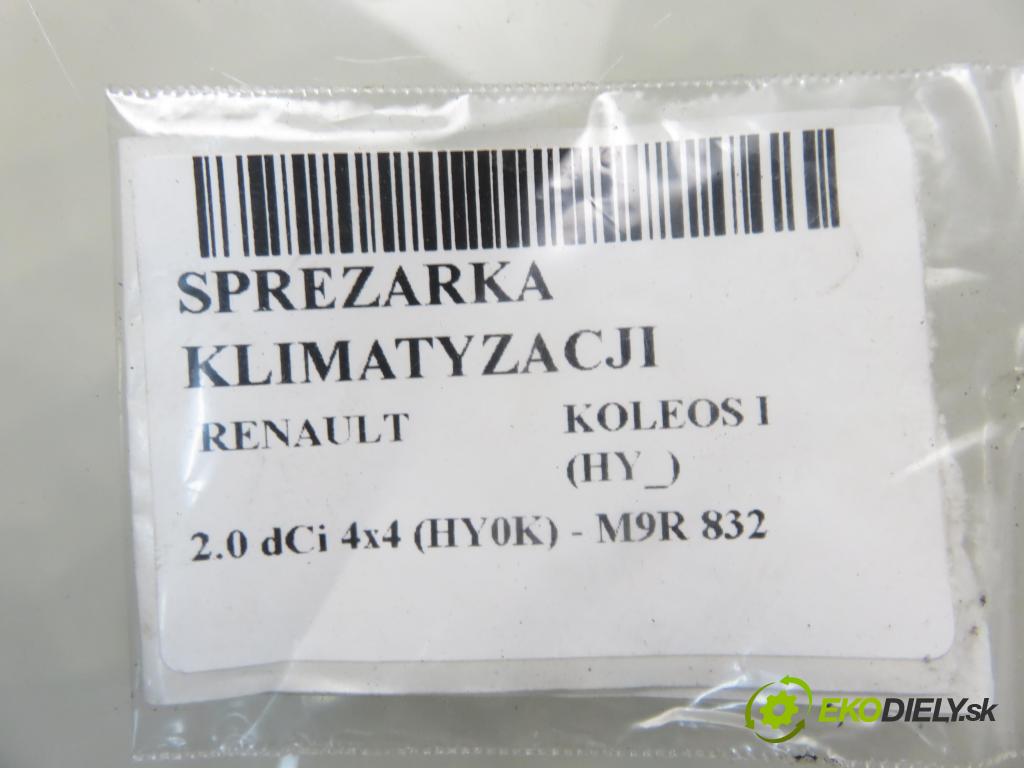 SPREZARKA
KLIMATYZACJI
RENAULT KOLEOS I
(HY_)
2.0 dCi 4x4 (HY0K) - M9R 832
EKODIELY.sk